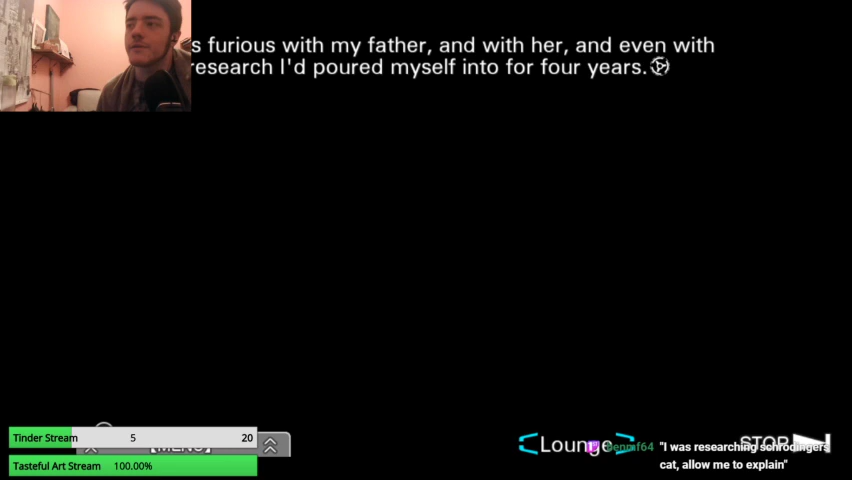 s furious with my father, and with her, and even with
research I'd poured myself into for four years.
Tinder Stream 5 20
[MENU]
Tasteful Art Stream 100.00%
Lounge
STOP
"I was researching schrodingers
cat, allow me to explain"